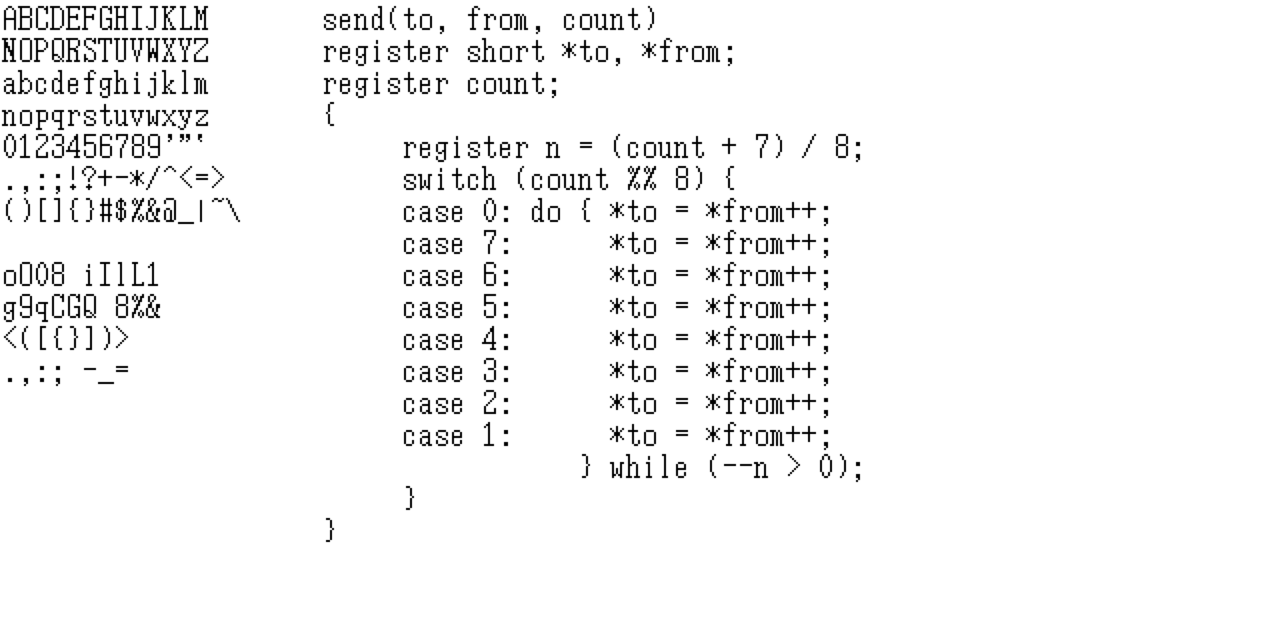 ABCDEFGHIJKLM
NOPQRSTUVWXYZ
abcdefghijklm
nopqrstuvwxyz
0123456789'"‘
.,:;!?+-*/^<=>
()[]{}#$%&@_|~\
oO08 iIlL1
g9qCGQ 8%&
<([{}])>
.,:; -_=
send(to, from, count)
register short *to, *from;
register count;
{
     register n = (count + 7) / 8;
     switch (count %% 8) {
     case 0: do { *to = *from++;
     case 7:      *to = *from++;
     case 6:      *to = *from++;
     case 5:      *to = *from++;
     case 4:      *to = *from++;
     case 3:      *to = *from++;
     case 2:      *to = *from++;
     case 1:      *to = *from++;
                } while (--n > 0);
     }
}